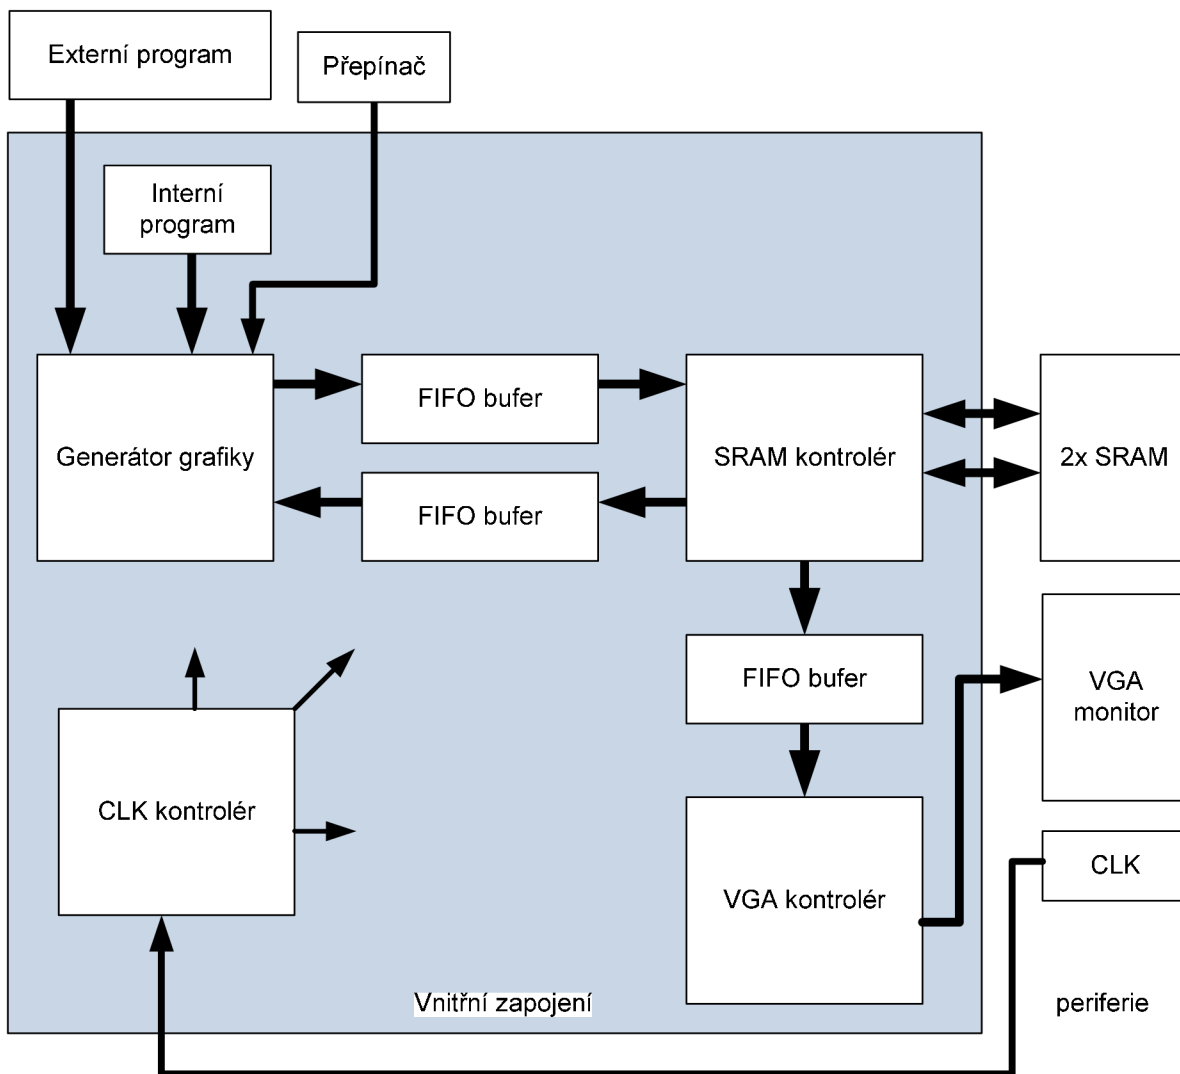 Externí program
Přepínač
Interní
program
Generátor grafiky
FIFO bufer
FIFO bufer
SRAM kontrolér
2x SRAM
FIFO bufer
VGA
monitor
CLK kontrolér
VGA kontrolér
CLK
Vnitřní zapojení
periferie